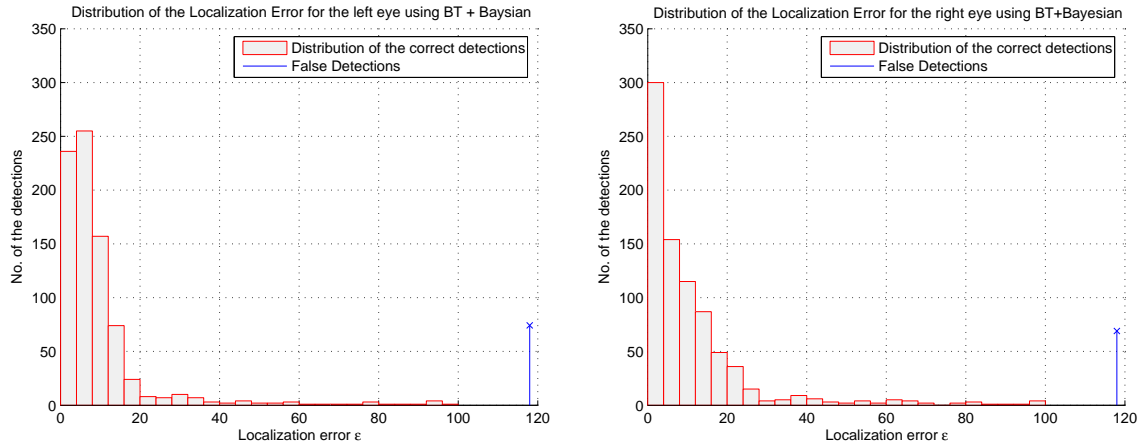 Distribution of the Localization Error for the left eye using BT + Baysian
350
300
250
200
150
100
50
0
No. of the detections
Distribution of the correct detections
False Detections
0 20 40 60 80 100 120
Localization error ε
Distribution of the Localization Error for the right eye using BT+Bayesian
350
300
250
200
150
100
50
0
No. of the detections
Distribution of the correct detections
False Detections
0 20 40 60 80 100 120
Localization error ε